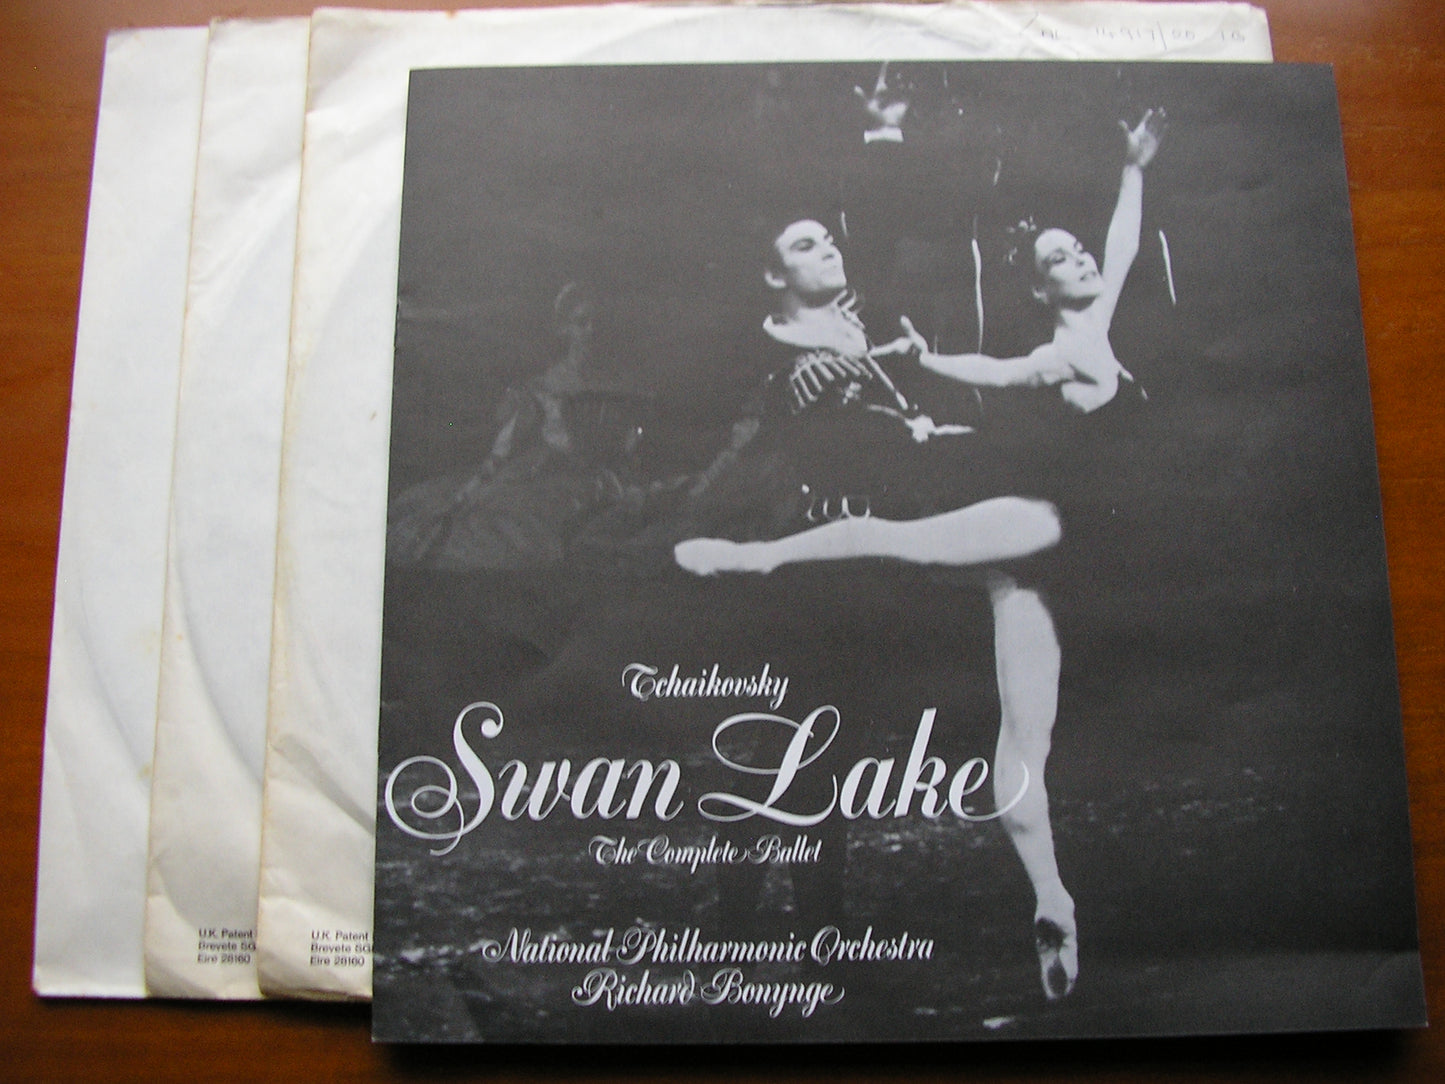 Tchaikovsky
Swan Lake
The Complete Ballet
National Philharmonic Orchestra
Richard Bonynge
U.K. Patent
Brevete SG
Eire 28160
U.K. Patent
Brevete SG
Eire 28160